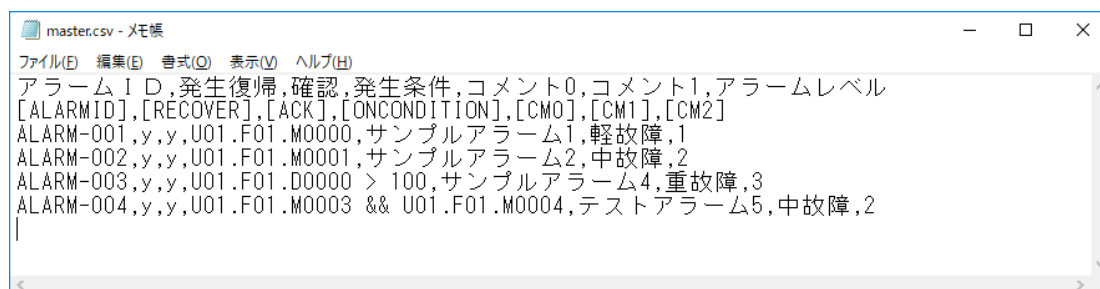 master.csv - メモ帳
ファイル(F) 編集(E) 書式(O) 表示(V) ヘルプ(H)
アラームＩＤ,発生復帰,確認,発生条件,コメント0,コメント1,アラームレベル
[ALARMID],[RECOVER],[ACK],[ONCONDITION],[CM0],[CM1],[CM2]
ALARM-001,y,y,U01.F01.M0000,サンプルアラーム1,軽故障,1
ALARM-002,y,y,U01.F01.M0001,サンプルアラーム2,中故障,2
ALARM-003,y,y,U01.F01.D0000 > 100,サンプルアラーム4,重故障,3
ALARM-004,y,y,U01.F01.M0003 && U01.F01.M0004,テストアラーム5,中故障,2